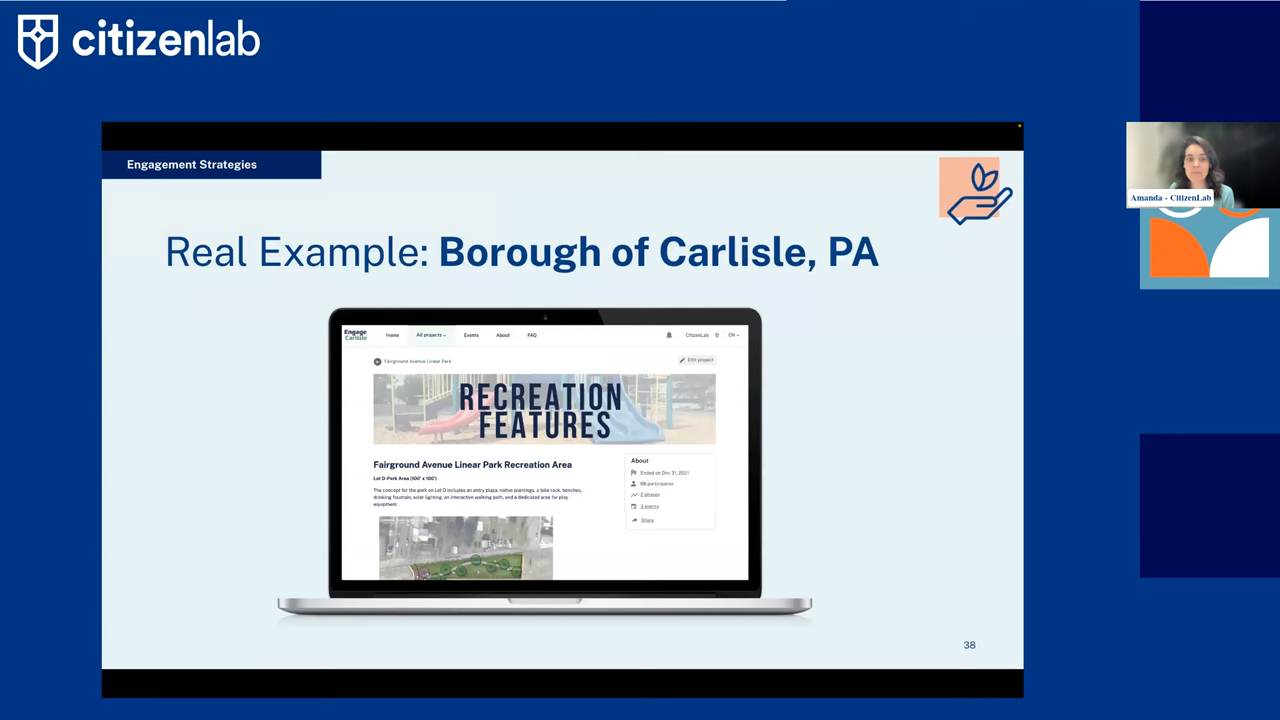 citizenlab
Engagement Strategies
Real Example: Borough of Carlisle, PA
Engage
Carlisle
Home
All projects
Events
About
FAQ
CitizenLab
EN
Fairground Avenue Linear Park
Edit project
RECREATION
FEATURES
Fairground Avenue Linear Park Recreation Area
Lot D-Park Area (100' x 100')
The concept for the park on Lot D includes an entry plaza, native plantings, a bike rack, benches,
drinking fountain, solar lighting, an interactive walking path, and a dedicated area for play
equipment.
About
Ended on Dec 31, 2021
68 participants
2 phases
3 events
Share
38
Amanda - CitizenLab